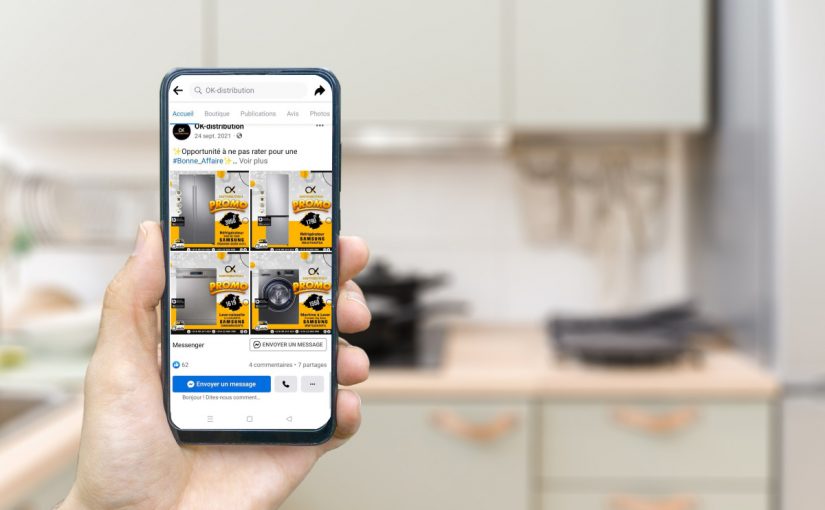 OK-distribution
Accueil Boutique Publications Avis Photos
OK-distribution
24 sept. 2021
✨Opportunité à ne pas rater pour une
#Bonne_Affaire✨.. Voir plus
OK
PROMO
Réfrigérateur
SAMSUNG
OK
PROMO
1790
Réfrigérateur
SAMSUNG
OK
PROMO
1619
Lave vaisselle
SAMSUNG
OK
PROMO
Machine à Laver
SAMSUNG
Messenger
ENVOYER UN MESSAGE
62
4 commentaires • 7 partages
Envoyer un message
Bonjour ! Dites-nous comment...